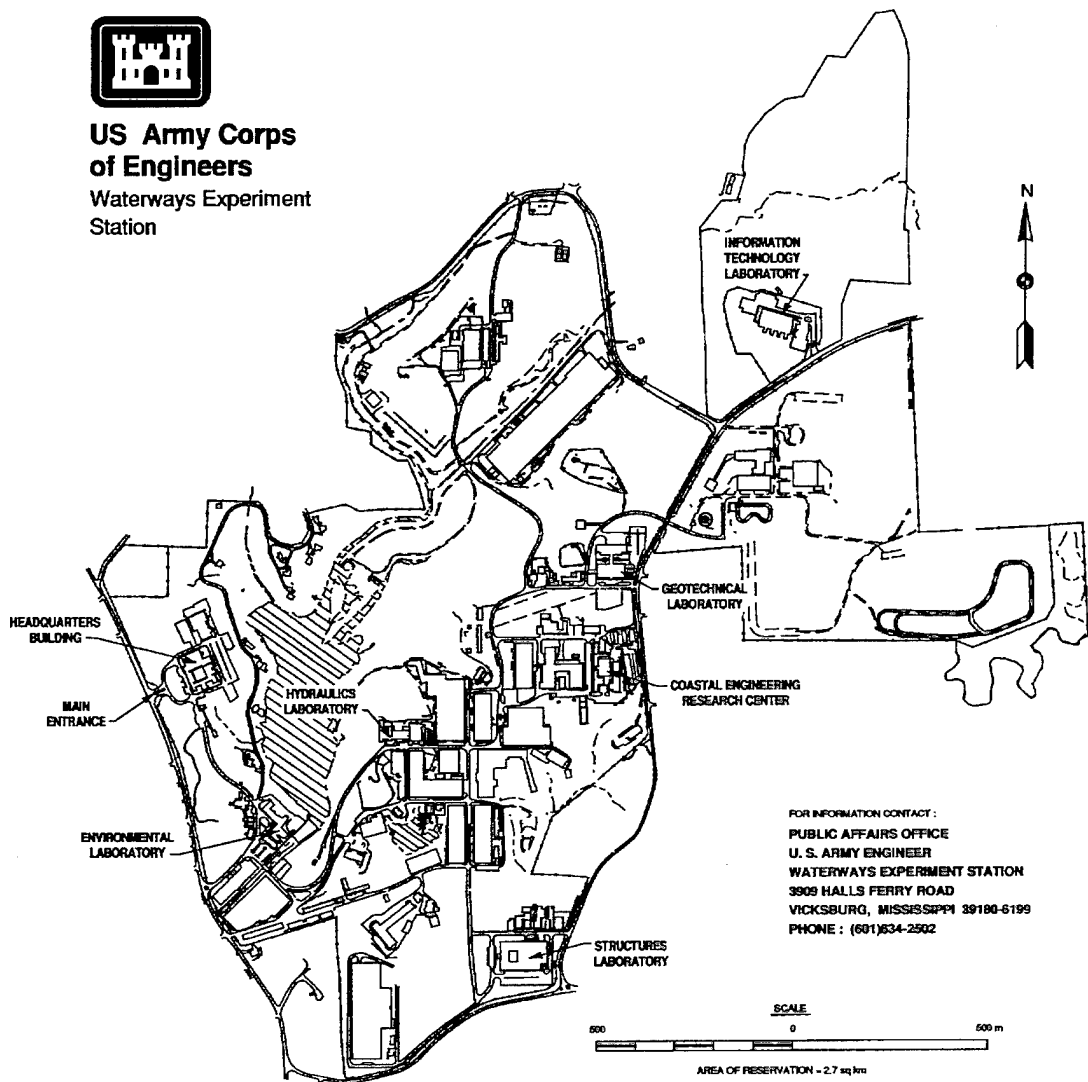 US Army Corps
of Engineers
Waterways Experiment
Station
N
INFORMATION
TECHNOLOGY
LABORATORY
GEOTECHNICAL
LABORATORY
HEADQUARTERS
BUILDING
MAIN
ENTRANCE
HYDRAULICS
LABORATORY
COASTAL ENGINEERING
RESEARCH CENTER
ENVIRONMENTAL
LABORATORY
STRUCTURES
LABORATORY
FOR INFORMATION CONTACT :
PUBLIC AFFAIRS OFFICE
U. S. ARMY ENGINEER
WATERWAYS EXPERIMENT STATION
3909 HALLS FERRY ROAD
VICKSBURG, MISSISSIPPI 39180-6199
PHONE : (601)634-2502
SCALE
500 0 500 m
AREA OF RESERVATION = 2.7 sq km